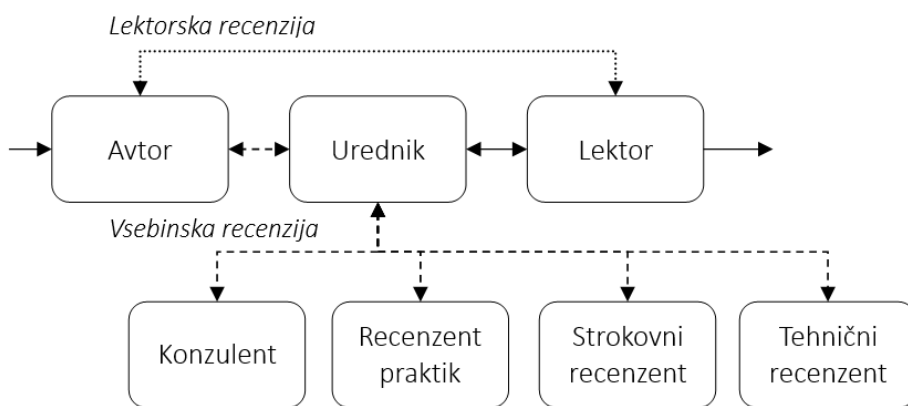 Lektorska recenzija
Avtor
Urednik
Lektor
Vsebinska recenzija
Konzulent
Recenzent
praktik
Strokovni
recenzent
Tehnični
recenzent